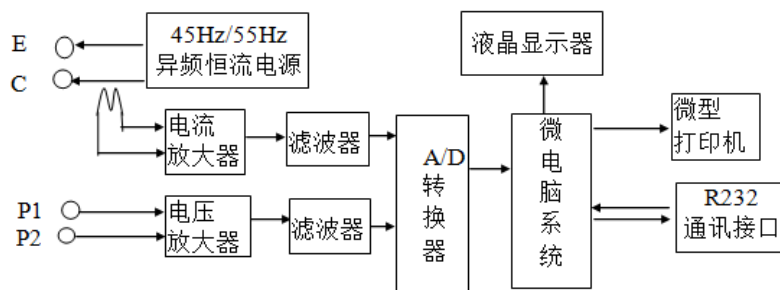 E
C
45Hz/55Hz
异频恒流电源
液晶显示器
电流
放大器
滤波器
A/D
转
换
器
微
电
脑
系
统
微型
打印机
P1
P2
电压
放大器
滤波器
R232
通讯接口